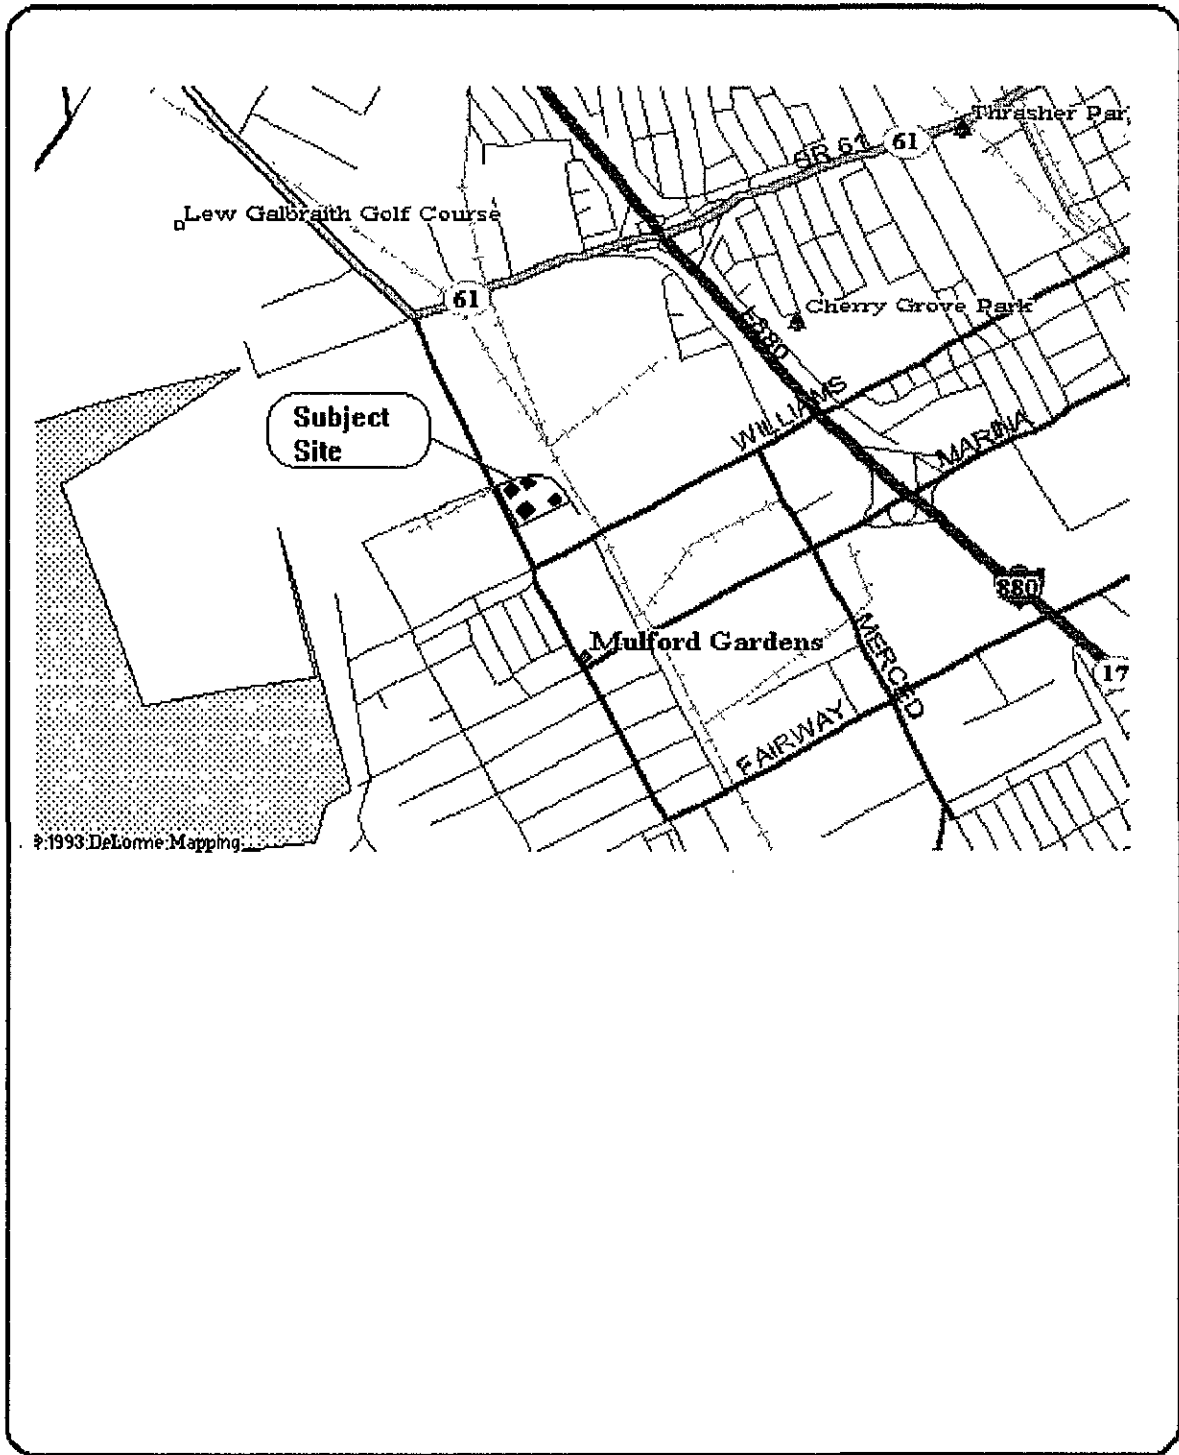 Thrasher Par
61
SR 61
Lew Galbraith Golf Course
61
Cherry Grove Park
I-880
Subject
Site
WILLIAMS
MARINA
880
Mulford Gardens
MERCED
17
FAIRWAY
1993 DeLorme Mapping